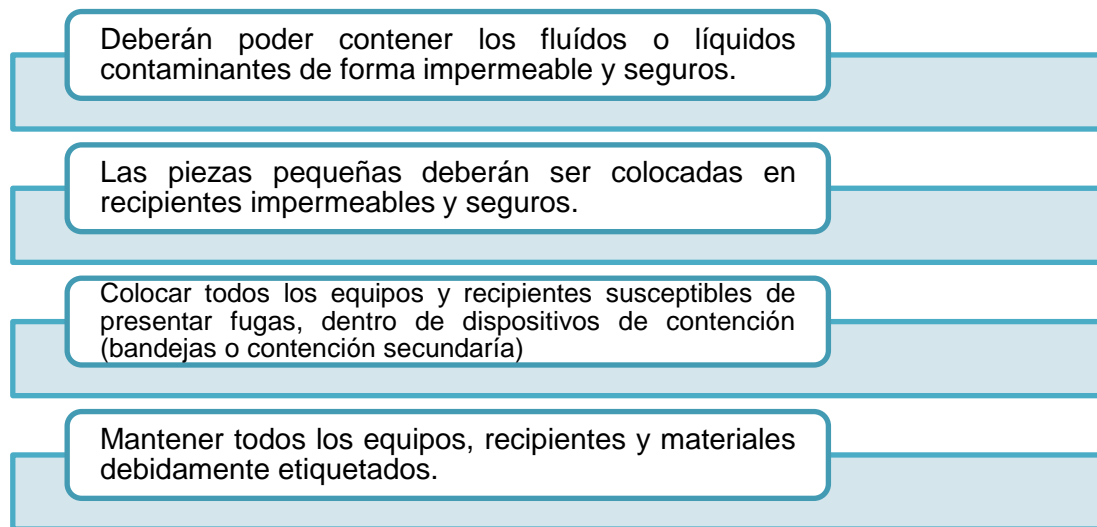 Deberán poder contener los fluídos o líquidos
contaminantes de forma impermeable y seguros.
Las piezas pequeñas deberán ser colocadas en
recipientes impermeables y seguros.
Colocar todos los equipos y recipientes susceptibles de
presentar fugas, dentro de dispositivos de contención
(bandejas o contención secundaría)
Mantener todos los equipos, recipientes y materiales
debidamente etiquetados.